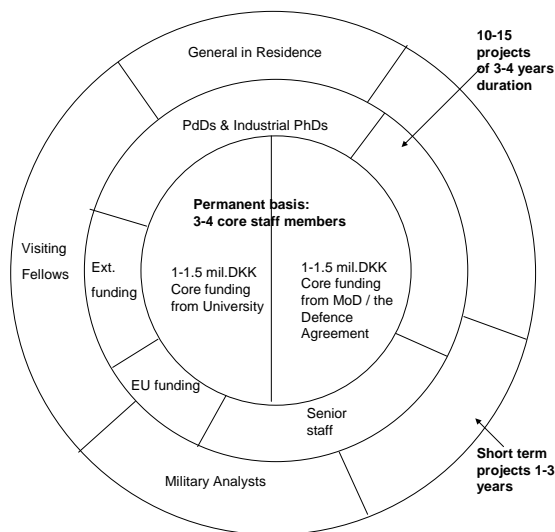 General in Residence
10-15
projects
of 3-4 years
duration
PdDs & Industrial PhDs
Permanent basis:
3-4 core staff members
Visiting
Fellows
Ext.
funding
1-1.5 mil.DKK
Core funding
from University
1-1.5 mil.DKK
Core funding
from MoD / the
Defence
Agreement
EU funding
Senior
staff
Military Analysts
Short term
projects 1-3
years